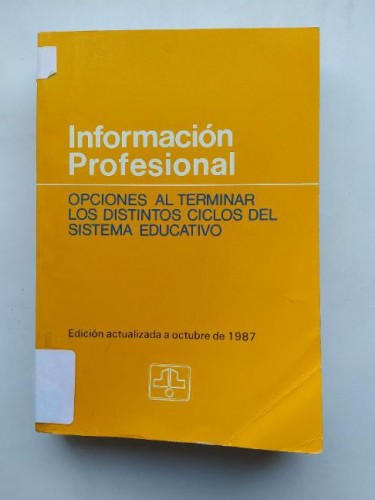 Información
Profesional
OPCIONES AL TERMINAR
LOS DISTINTOS CICLOS DEL
SISTEMA EDUCATIVO
Edición actualizada a octubre de 1987